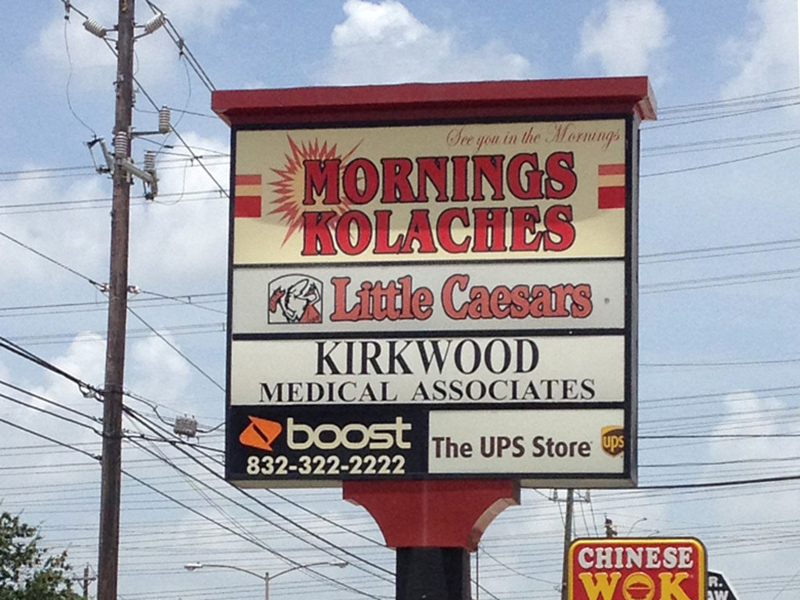 See you in the Mornings
MORNINGS
KOLACHES
Little Caesars
KIRKWOOD
MEDICAL ASSOCIATES
boost
832-322-2222
The UPS Store
ups
CHINESE
WOK
R.
AW